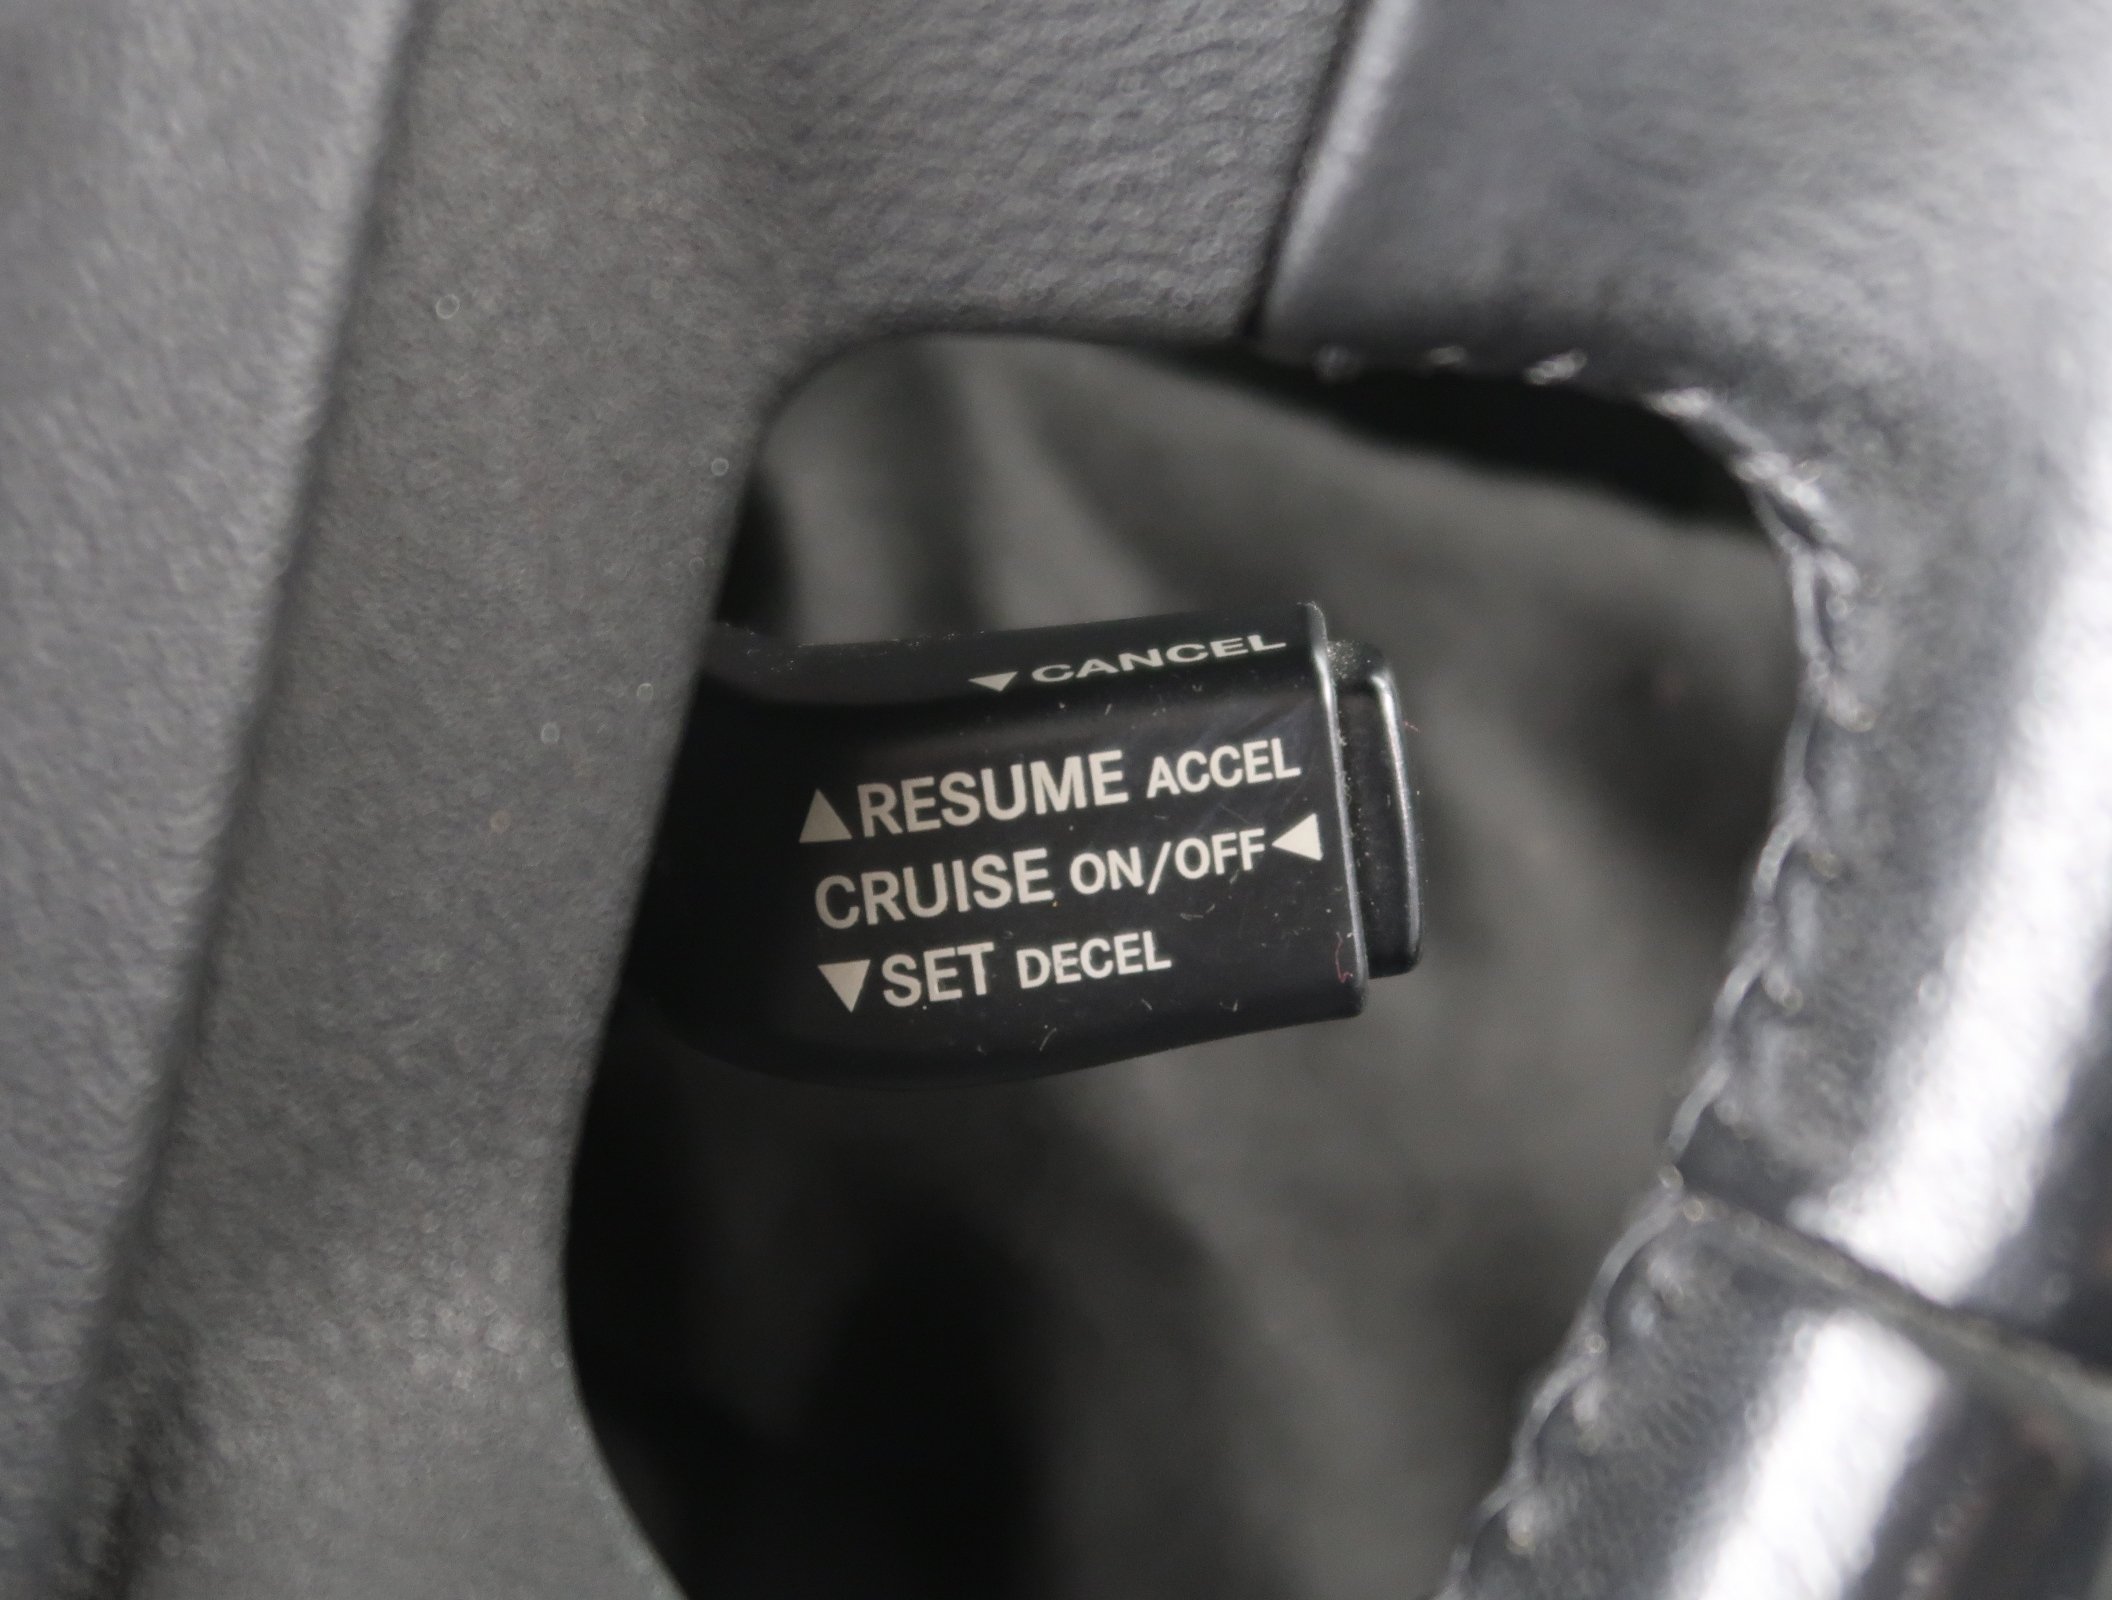 ▼CANCEL
▲RESUME ACCEL
CRUISE ON/OFF◀
▼SET DECEL